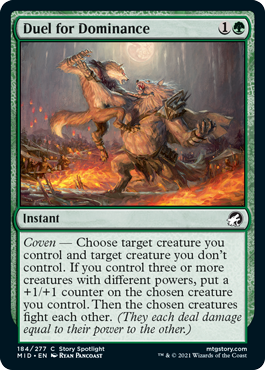 Duel for Dominance 1
Instant
Coven — Choose target creature you
control and target creature you don't
control. If you control three or more
creatures with different powers, put a
+1/+1 counter on the chosen creature
you control. Then the chosen creatures
fight each other. (They each deal damage
equal to their power to the other.)
184/277 C Story Spotlight
mtgstory.com
MID • EN Ryan Pancoast
™ & © 2021 Wizards of the Coast